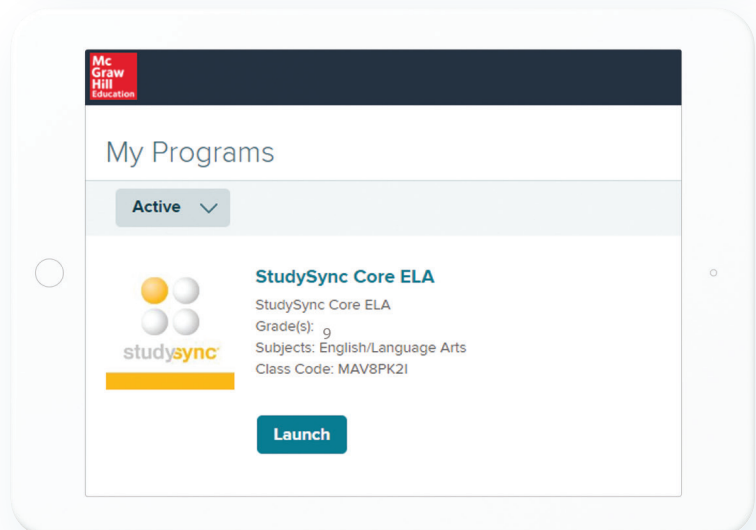 Mc
Graw
Hill
Education
My Programs
Active
StudySync Core ELA
StudySync Core ELA
Grade(s): 9
Subjects: English/Language Arts
Class Code: MAV8PK2I
studysync
Launch